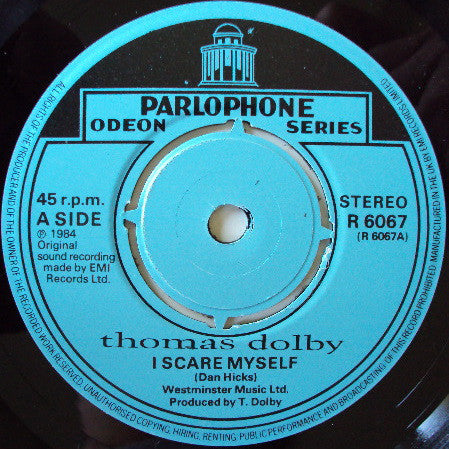 PARLOPHONE
ODEON SERIES
45 r.p.m.
A SIDE
℗ 1984
Original
sound recording
made by EMI
Records Ltd.
STEREO
R 6067
(R 6067A)
thomas dolby
I SCARE MYSELF
(Dan Hicks)
Westminster Music Ltd.
Produced by T. Dolby
ALL RIGHTS OF THE PRODUCER AND OF THE OWNER OF THE RECORDED WORK RESERVED. UNAUTHORISED COPYING, HIRING, RENTING, PUBLIC PERFORMANCE AND BROADCASTING OF THIS RECORD PROHIBITED. MANUFACTURED IN THE UK BY EMI RECORDS LIMITED